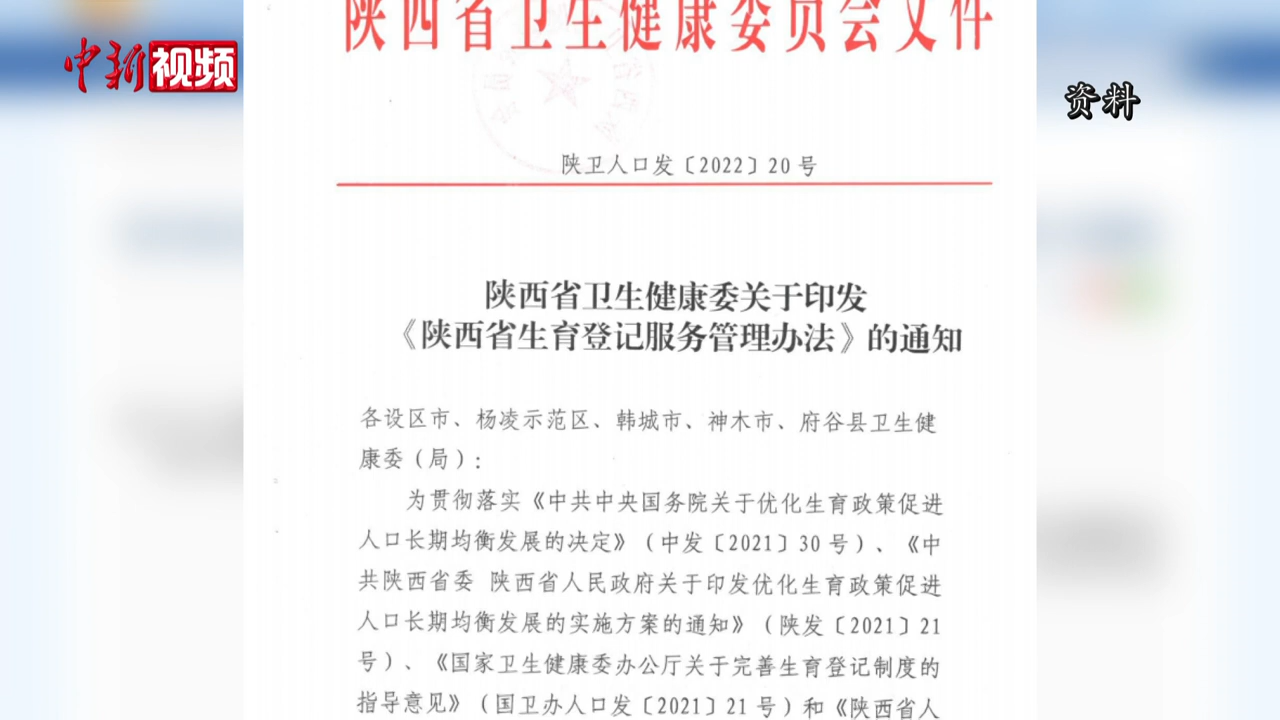 陕西省卫生健康委员会文件
中新视频
资料
陕卫人口发〔2022〕20号
陕西省卫生健康委关于印发
《陕西省生育登记服务管理办法》的通知
各设区市、杨凌示范区、韩城市、神木市、府谷县卫生健
康委（局）：
为贯彻落实《中共中央国务院关于优化生育政策促进
人口长期均衡发展的决定》（中发〔2021〕30号）、《中
共陕西省委 陕西省人民政府关于印发优化生育政策促进
人口长期均衡发展的实施方案的通知》（陕发〔2021〕21
号）、《国家卫生健康委办公厅关于完善生育登记制度的
指导意见》（国卫办人口发〔2021〕21号）和《陕西省人